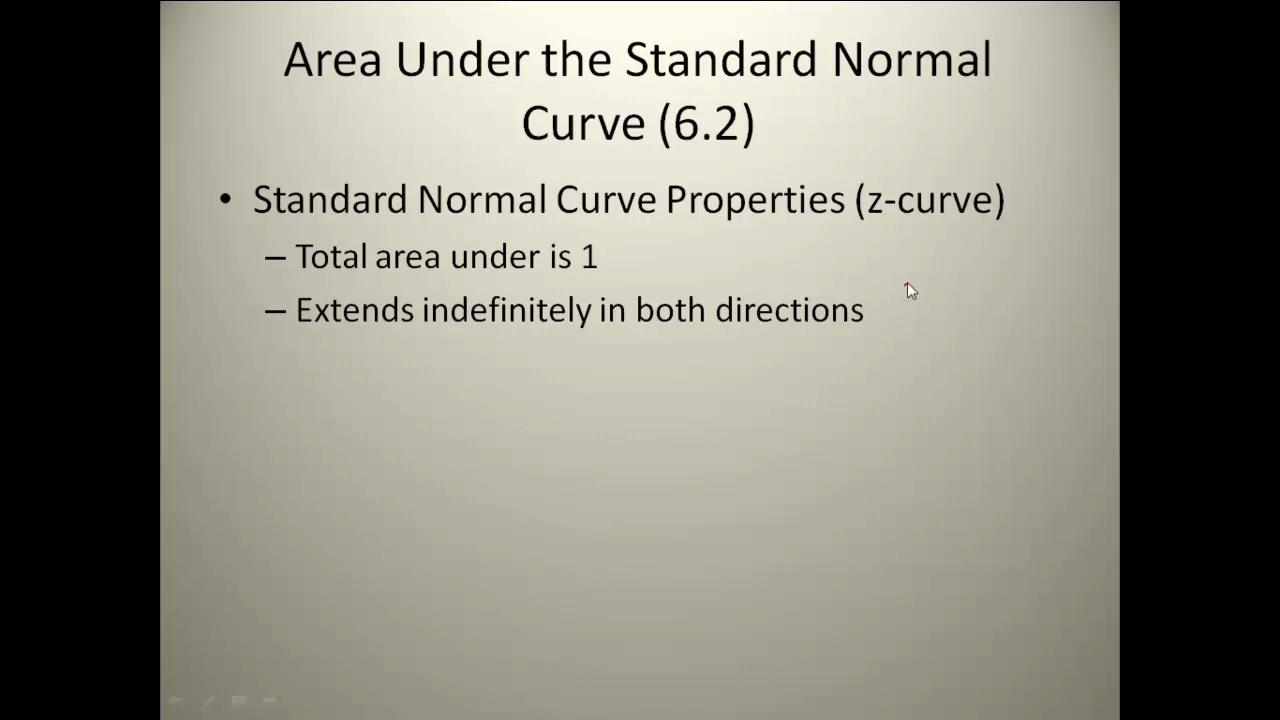 Area Under the Standard Normal
Curve (6.2)
• Standard Normal Curve Properties (z-curve)
– Total area under is 1
– Extends indefinitely in both directions